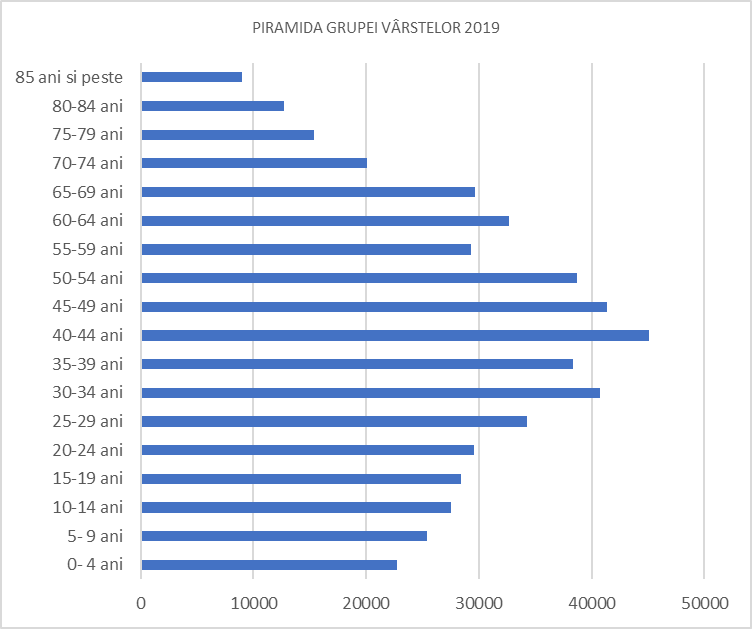 PIRAMIDA GRUPEI VÂRSTELOR 2019
85 ani si peste
80-84 ani
75-79 ani
70-74 ani
65-69 ani
60-64 ani
55-59 ani
50-54 ani
45-49 ani
40-44 ani
35-39 ani
30-34 ani
25-29 ani
20-24 ani
15-19 ani
10-14 ani
5- 9 ani
0- 4 ani
0 10000 20000 30000 40000 50000